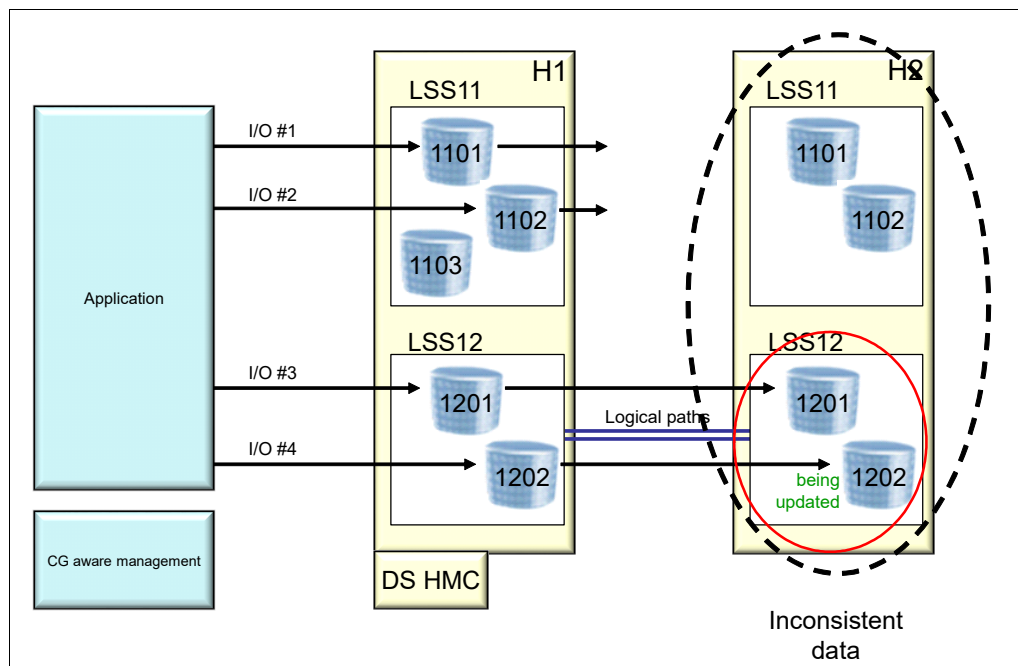 H1
H2
LSS11
LSS11
I/O #1
1101
1101
I/O #2
1102
1102
1103
Application
LSS12
LSS12
I/O #3
1201
1201
Logical paths
I/O #4
1202
1202
being
updated
CG aware management
DS HMC
Inconsistent
data